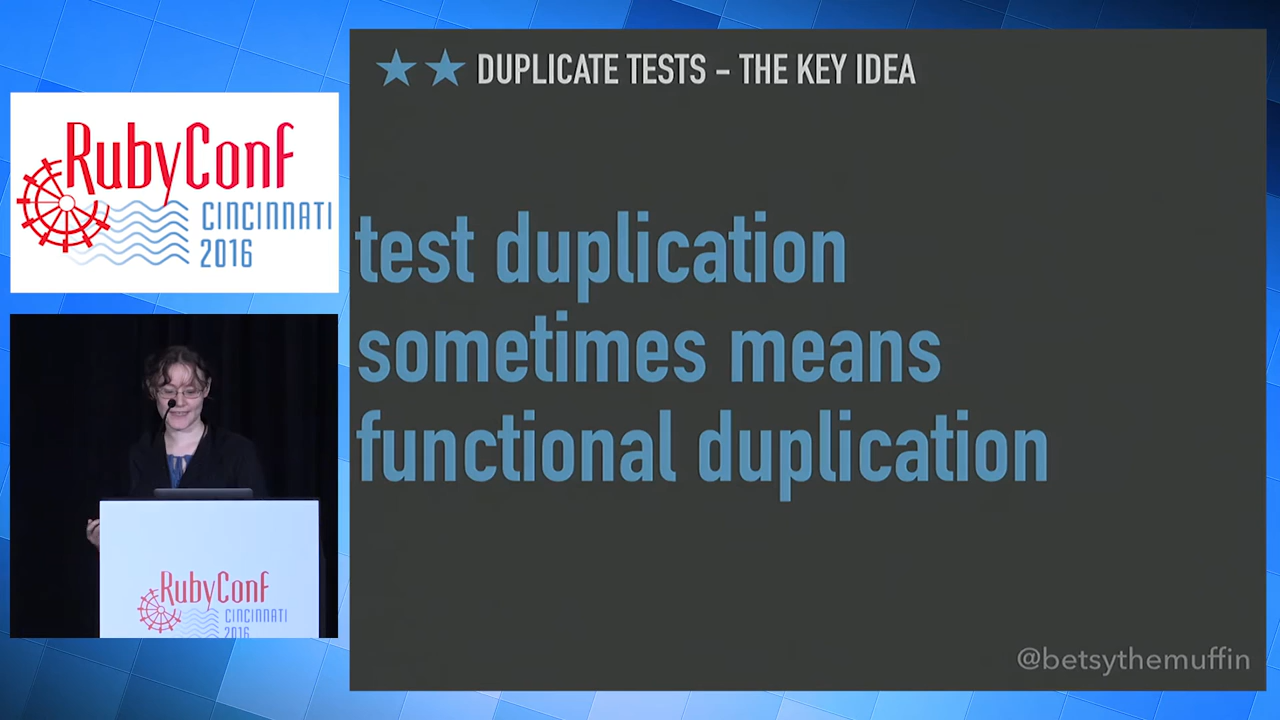 ★★ DUPLICATE TESTS – THE KEY IDEA
RubyConf
CINCINNATI
2016
test duplication
sometimes means
functional duplication
RubyConf
CINCINNATI
2016
@betsythemuffin